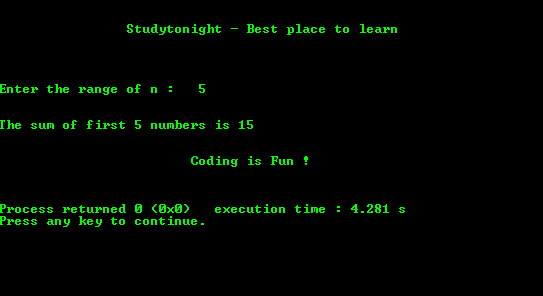 Studytonight - Best place to learn
Enter the range of n :   5
The sum of first 5 numbers is 15
Coding is Fun !
Process returned 0 (0x0)   execution time : 4.281 s
Press any key to continue.